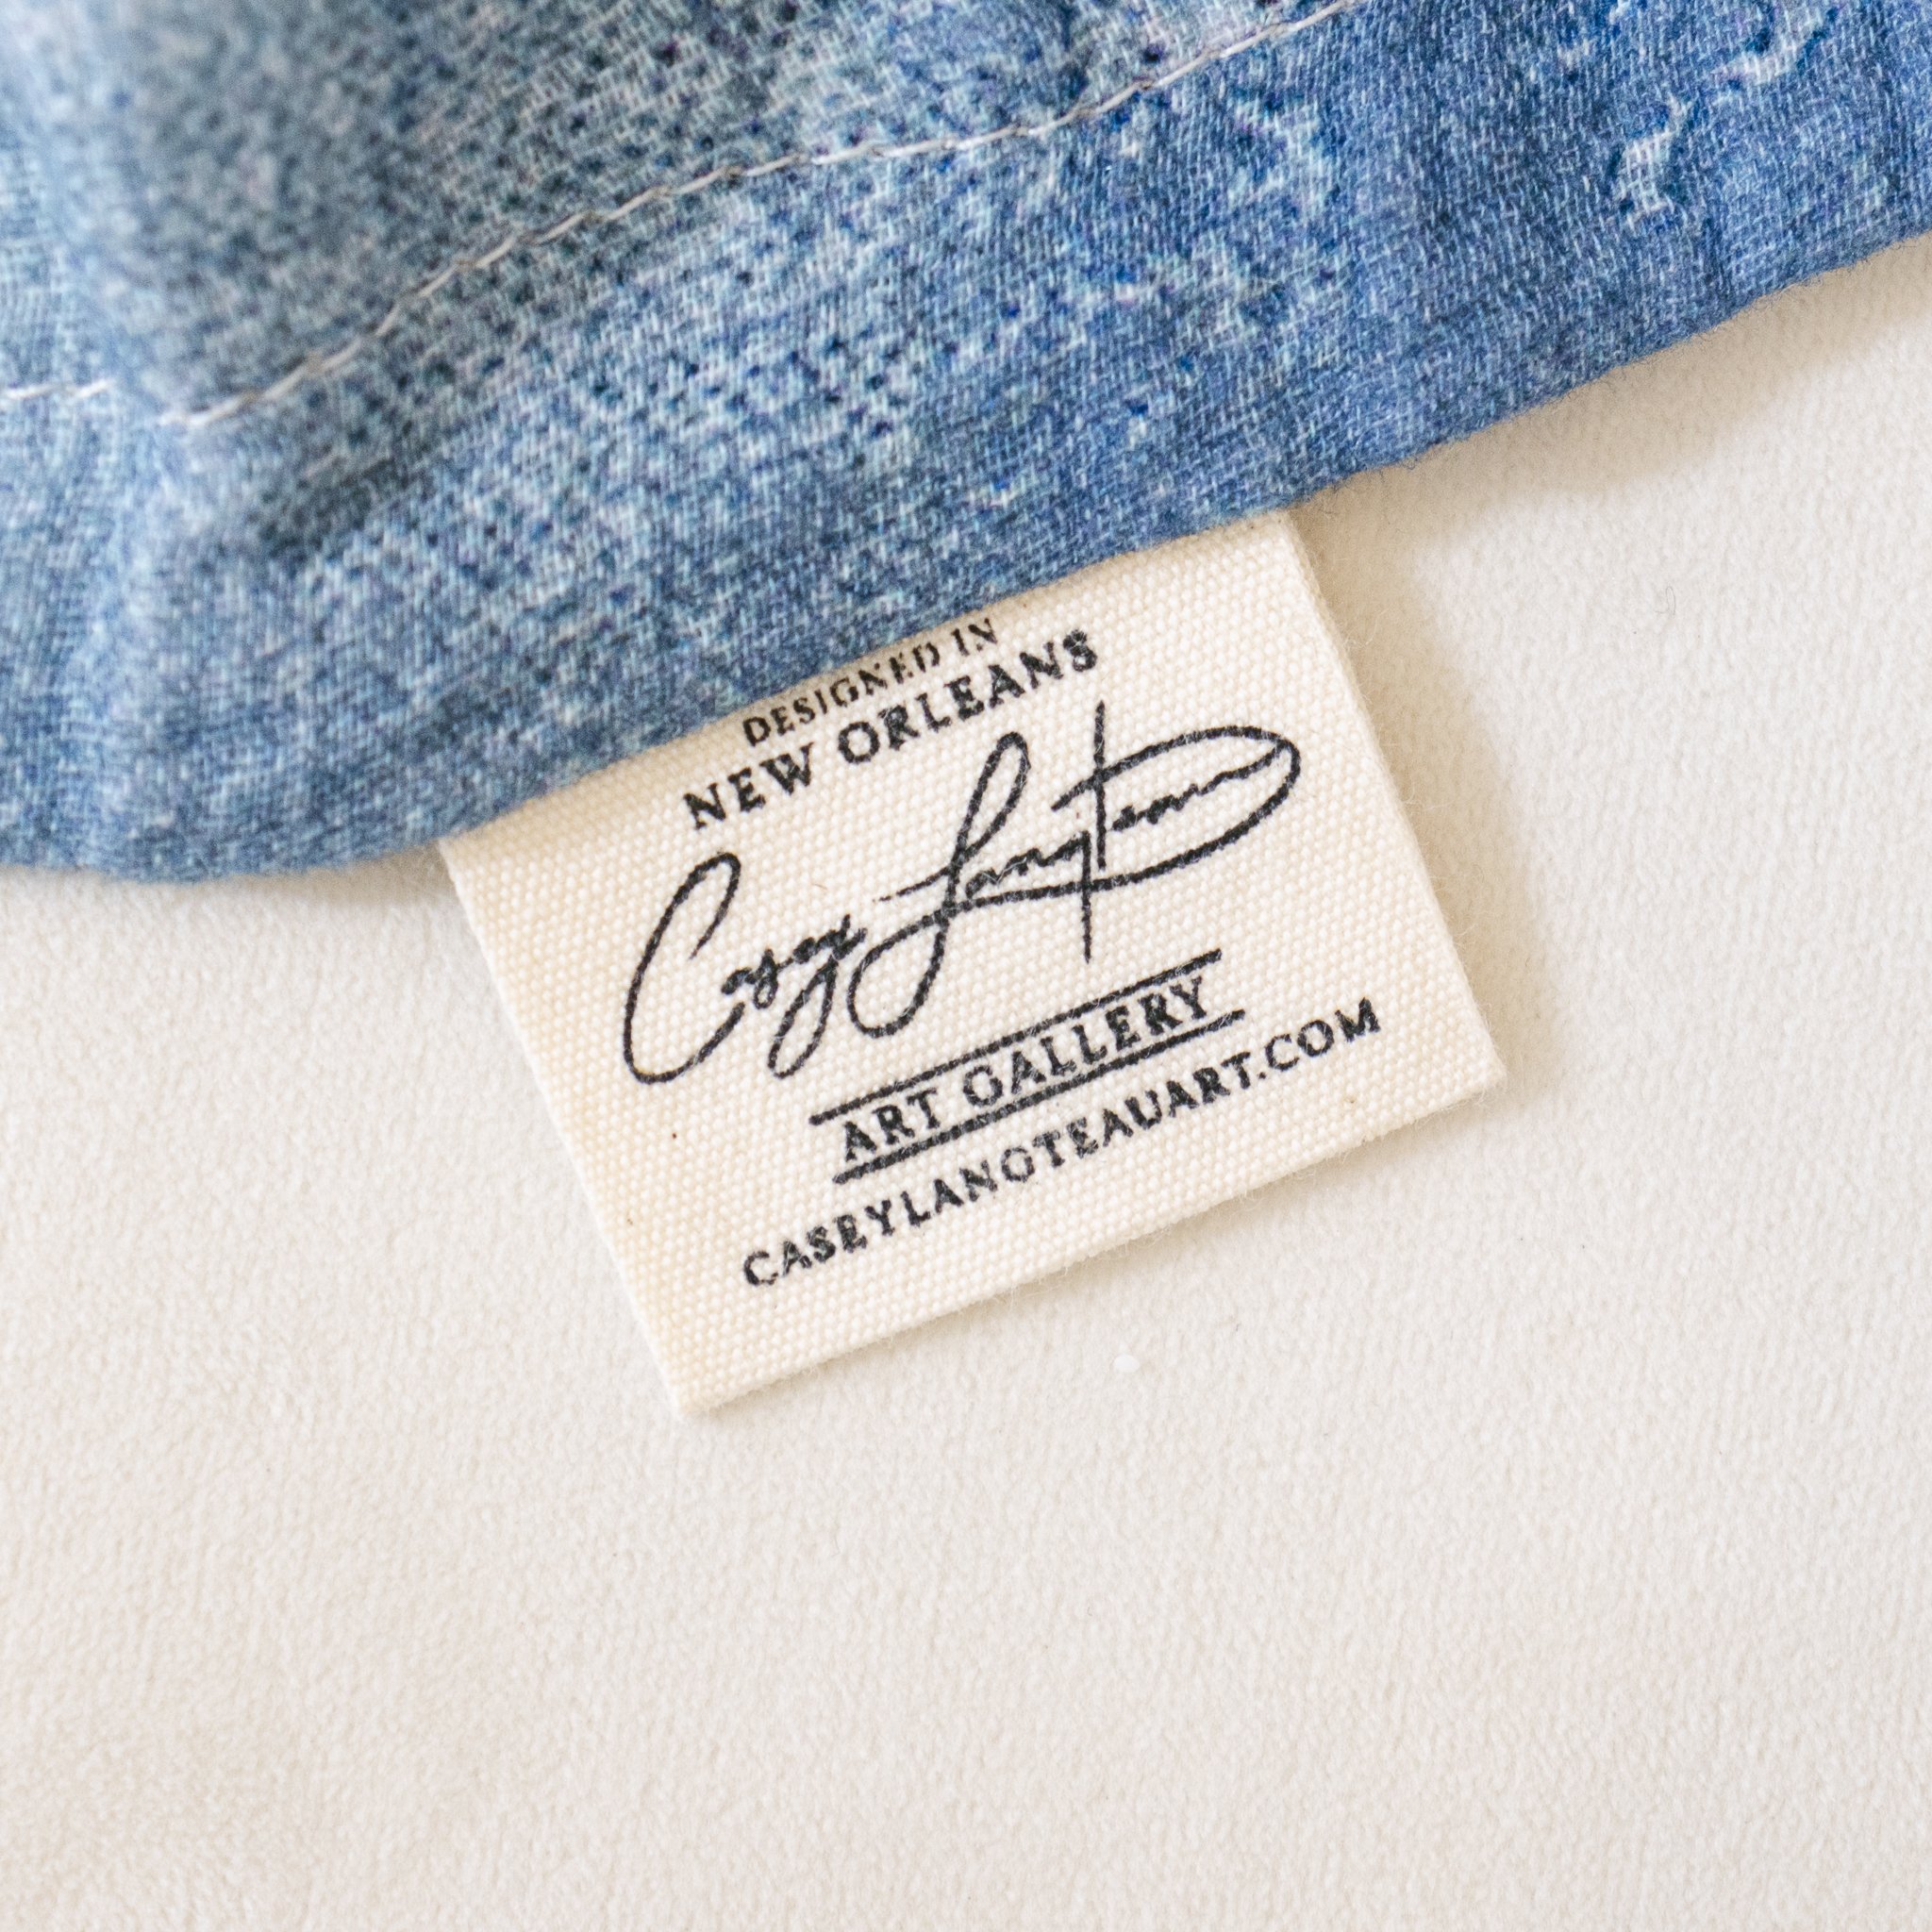 DESIGNED IN
NEW ORLEANS
Casey Langteau
ART GALLERY
CASEYLANGTEAUART.COM